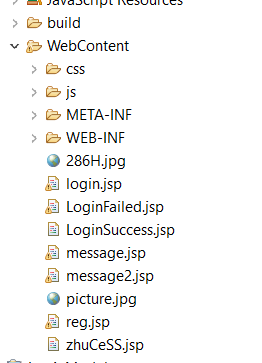 JavaScript Resources
build
WebContent
css
js
META-INF
WEB-INF
286H.jpg
login.jsp
LoginFailed.jsp
LoginSuccess.jsp
message.jsp
message2.jsp
picture.jpg
reg.jsp
zhuCeSS.jsp